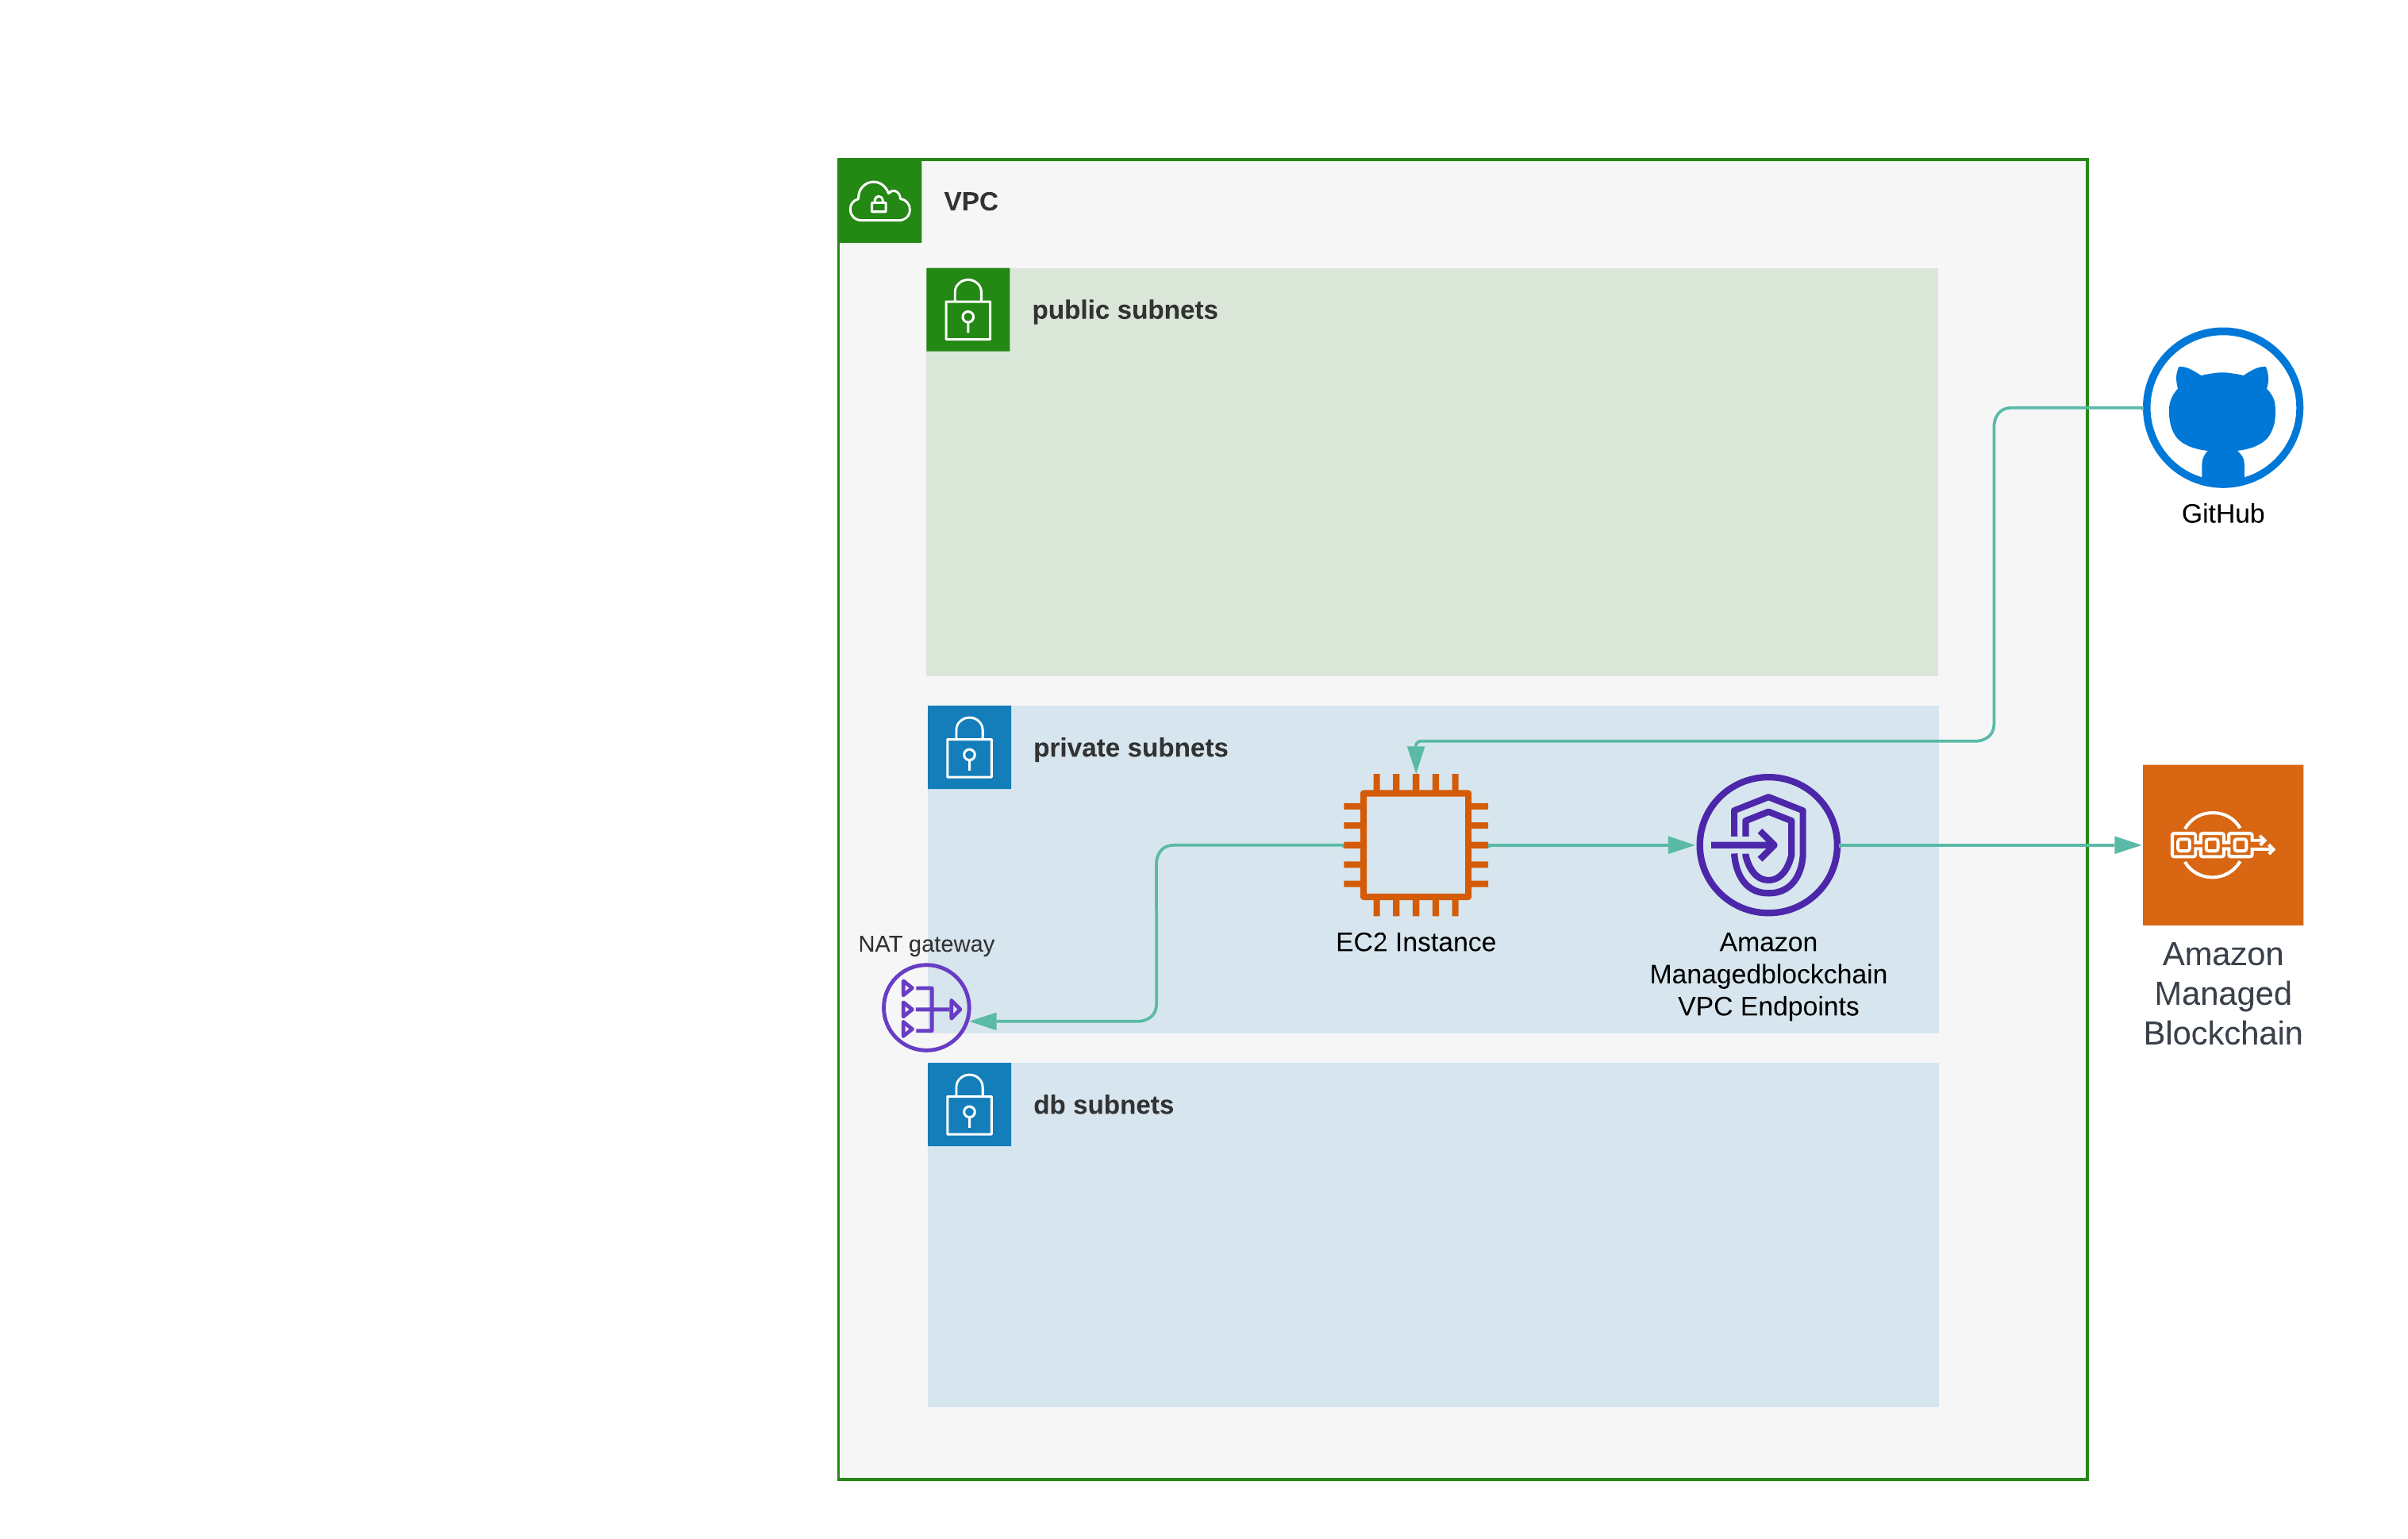 VPC
public subnets
GitHub
private subnets
NAT gateway
EC2 Instance
Amazon
Managedblockchain
VPC Endpoints
Amazon
Managed
Blockchain
db subnets